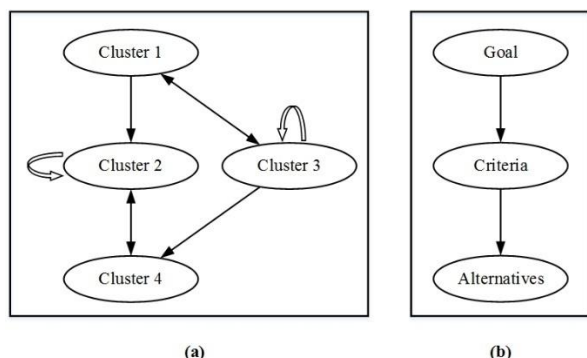 Cluster 1
Cluster 2
Cluster 3
Cluster 4
(a)
Goal
Criteria
Alternatives
(b)